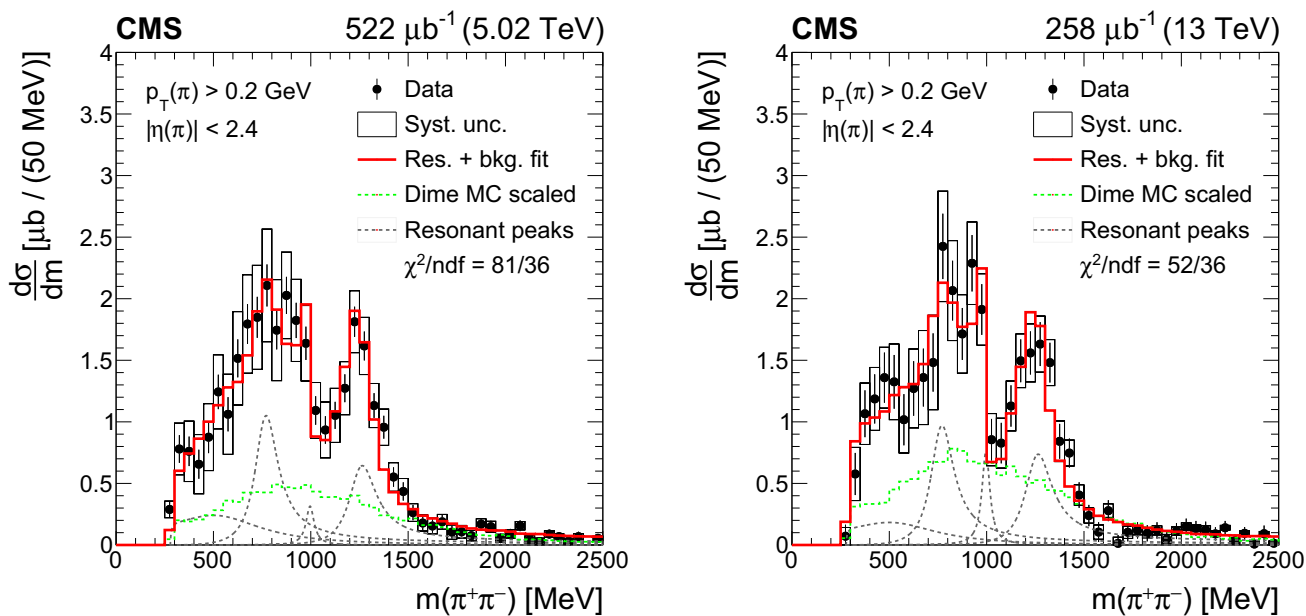 CMS 522 μb⁻¹ (5.02 TeV)
dσ/dm [μb / (50 MeV)]
4
3.5
3
2.5
2
1.5
1
0.5
0
p_T(π) > 0.2 GeV
|η(π)| < 2.4
Data
Syst. unc.
Res. + bkg. fit
Dime MC scaled
Resonant peaks
χ²/ndf = 81/36
0 500 1000 1500 2000 2500
m(π⁺π⁻) [MeV]
CMS 258 μb⁻¹ (13 TeV)
dσ/dm [μb / (50 MeV)]
4
3.5
3
2.5
2
1.5
1
0.5
0
p_T(π) > 0.2 GeV
|η(π)| < 2.4
Data
Syst. unc.
Res. + bkg. fit
Dime MC scaled
Resonant peaks
χ²/ndf = 52/36
0 500 1000 1500 2000 2500
m(π⁺π⁻) [MeV]